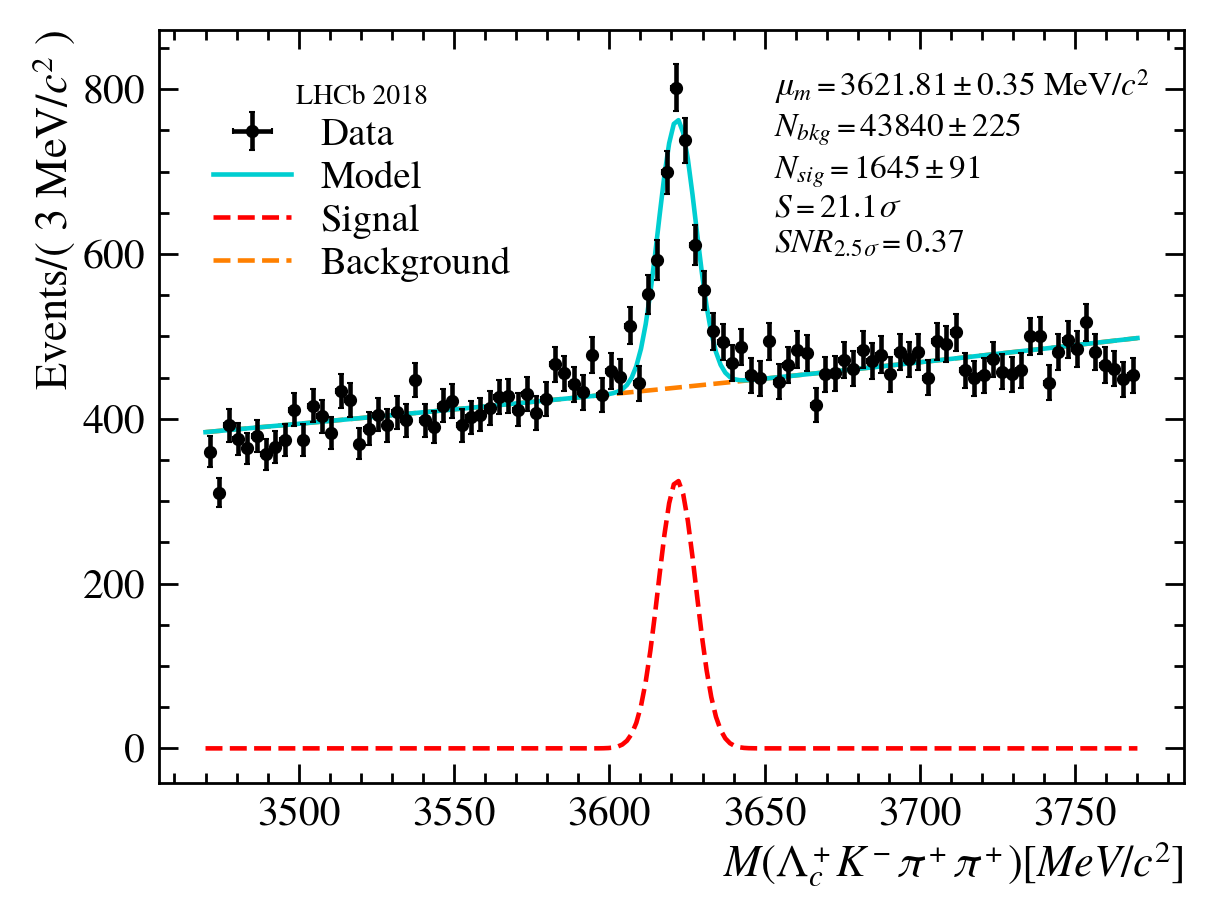 Events/( 3 MeV/c² )
800
600
400
200
0
LHCb 2018
Data
Model
Signal
Background
μₘ = 3621.81 ± 0.35 MeV/c²
N_bkg = 43840 ± 225
N_sig = 1645 ± 91
S = 21.1σ
SNR_2.5σ = 0.37
3500 3550 3600 3650 3700 3750
M(Λ_c⁺K⁻π⁺π⁺)[MeV/c²]